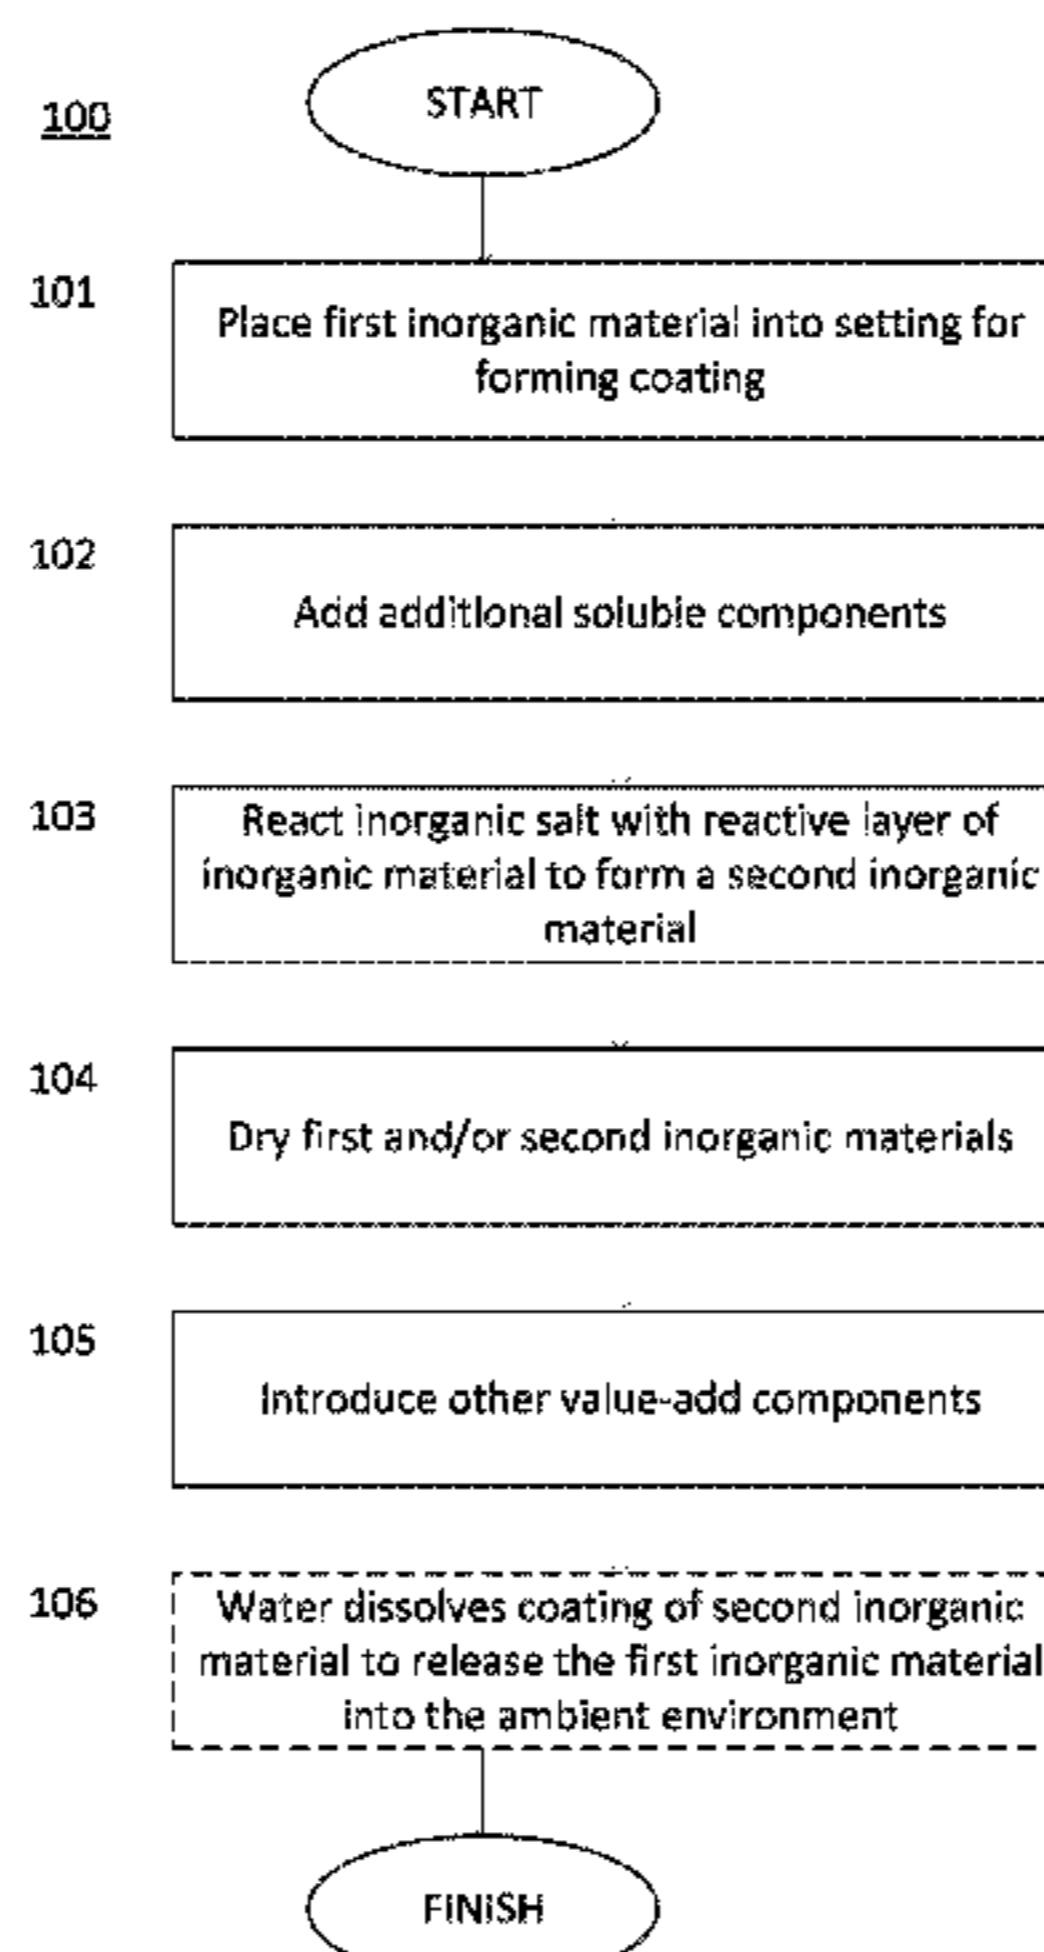 START
100
101
Place first inorganic material into setting for
forming coating
102
Add additional soluble components
103
React inorganic salt with reactive layer of
inorganic material to form a second inorganic
material
104
Dry first and/or second inorganic materials
105
Introduce other value-add components
106
Water dissolves coating of second inorganic
material to release the first inorganic material
into the ambient environment
FINISH